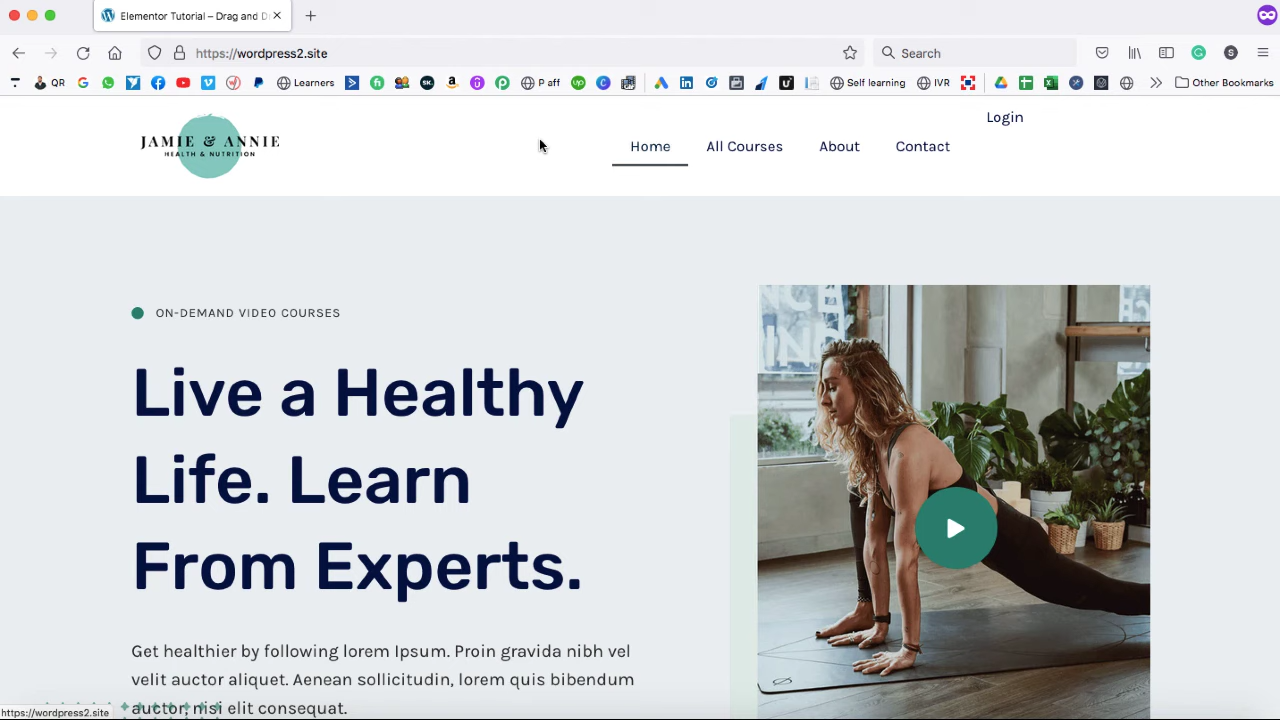 Elementor Tutorial – Drag and D
https://wordpress2.site
Search
QR
Learners
P aff
Self learning
IVR
Other Bookmarks
JAMIE & ANNIE
HEALTH & NUTRITION
Login
Home
All Courses
About
Contact
ON-DEMAND VIDEO COURSES
Live a Healthy
Life. Learn
From Experts.
Get healthier by following lorem Ipsum. Proin gravida nibh vel
velit auctor aliquet. Aenean sollicitudin, lorem quis bibendum
auctor, nisi elit consequat.
https://wordpress2.site